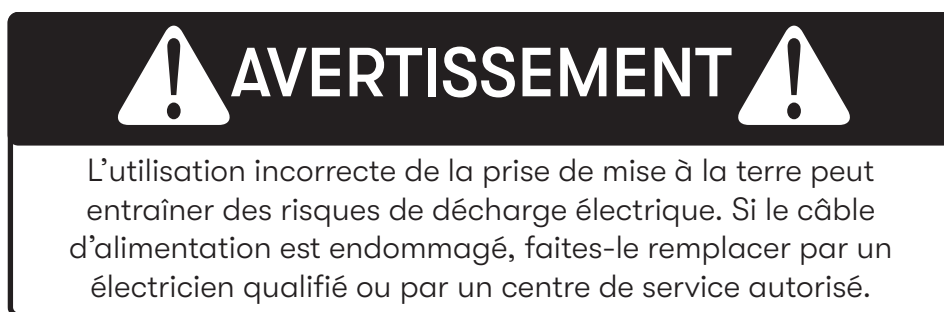 AVERTISSEMENT
L’utilisation incorrecte de la prise de mise à la terre peut
entraîner des risques de décharge électrique. Si le câble
d’alimentation est endommagé, faites-le remplacer par un
électricien qualifié ou par un centre de service autorisé.